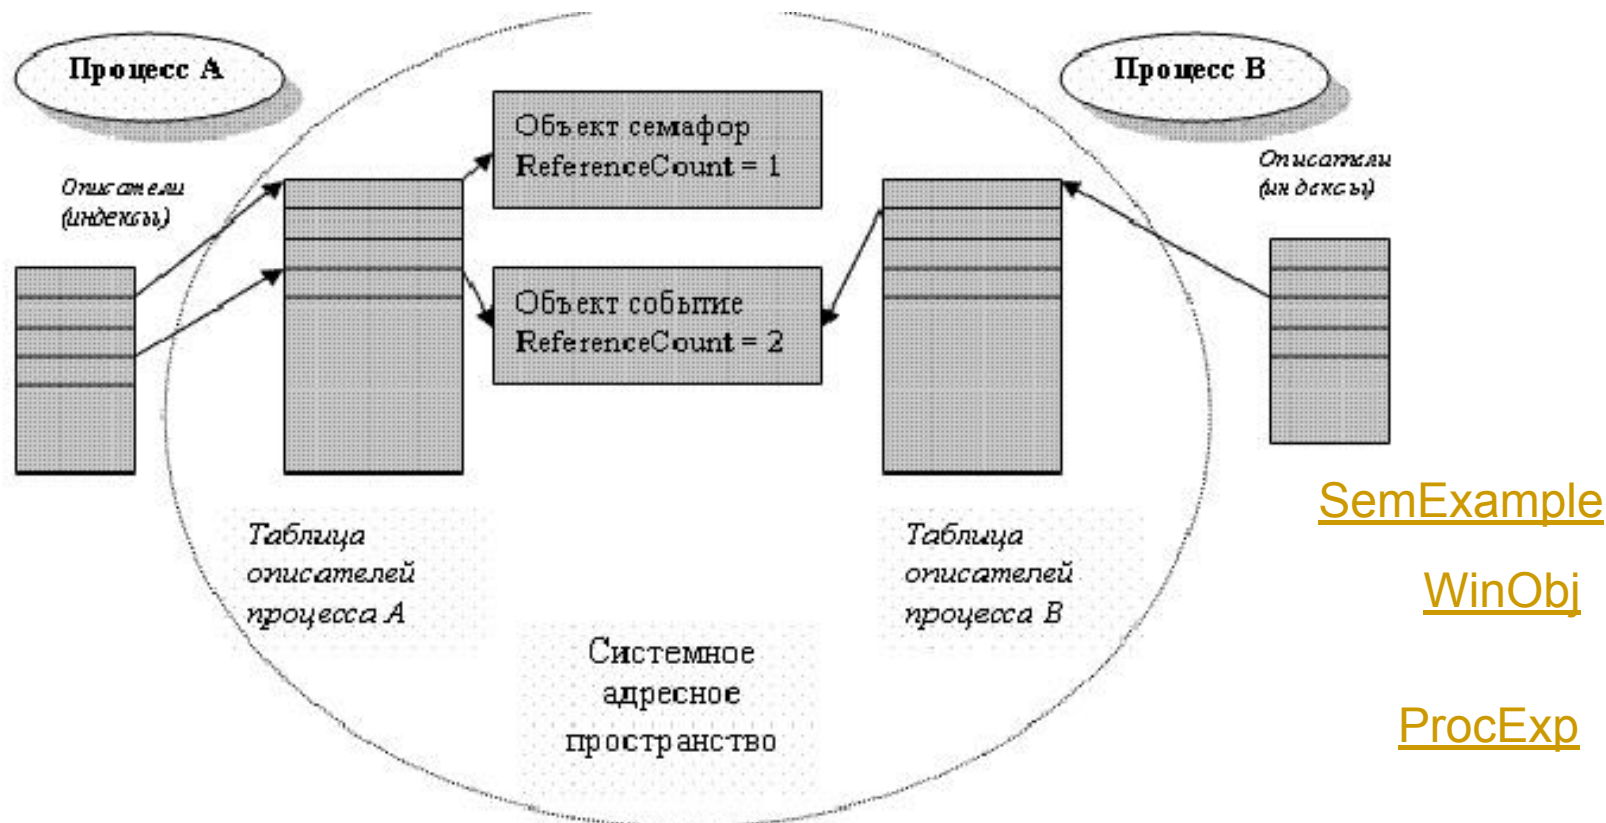 Процесс А
Процесс В
Объект семафор
ReferenceCount = 1
Описатели
(индексы)
Описатели
(индексы)
Объект событие
ReferenceCount = 2
Таблица
описателей
процесса А
Таблица
описателей
процесса В
Системное
адресное
пространство
SemExample
WinObj
ProcExp